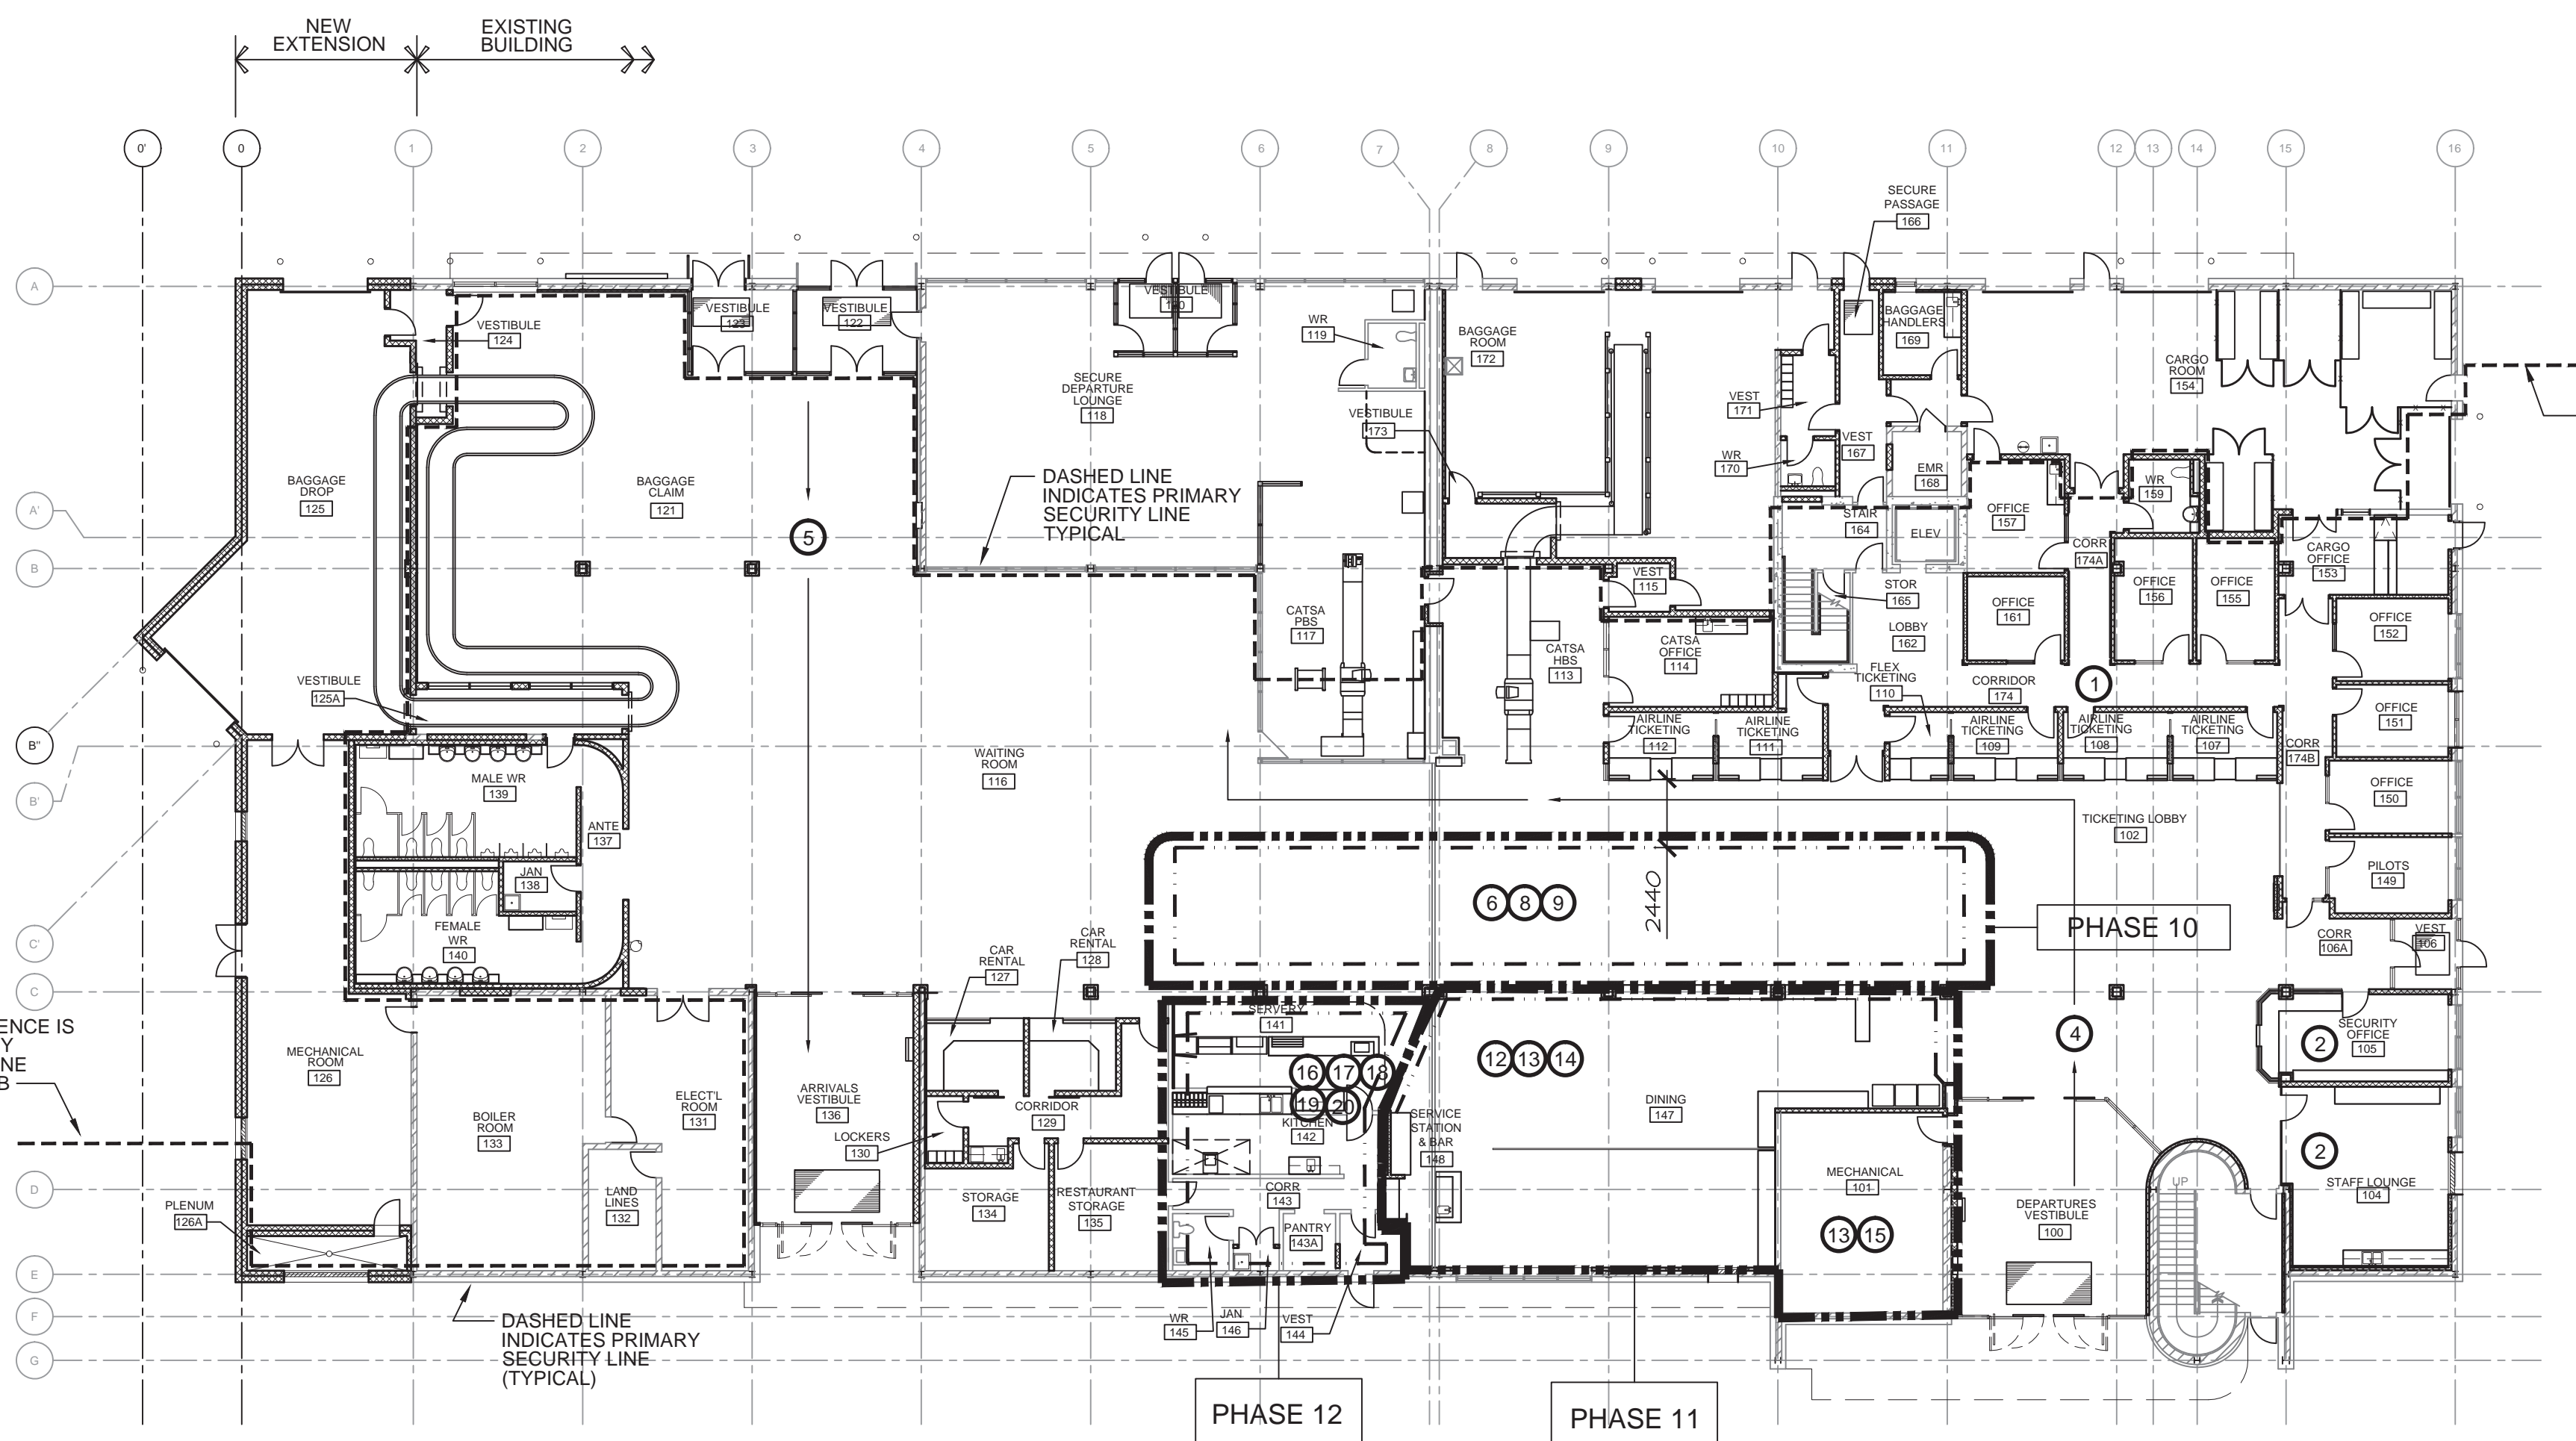 NEW
EXTENSION
EXISTING
BUILDING
0'
0
1
2
3
4
5
6
7
8
9
10
11
12
13
14
15
16
A
A'
B
B"
B'
C'
C
D
E
F
G
SECURE
PASSAGE
166
VESTIBULE
124
VESTIBULE
123
VESTIBULE
122
VESTIBULE
SECURE
DEPARTURE
LOUNGE
118
WR
119
VESTIBULE
173
BAGGAGE
ROOM
172
VEST
171
WR
170
VEST
167
BAGGAGE
HANDLERS
169
EMR
168
CARGO
ROOM
154
BAGGAGE
DROP
125
BAGGAGE
CLAIM
121
5
DASHED LINE
INDICATES PRIMARY
SECURITY LINE
TYPICAL
STAIR
164
ELEV
OFFICE
157
WR
159
CORR
174A
CARGO
OFFICE
153
VEST
115
STOR
165
OFFICE
156
OFFICE
155
OFFICE
161
LOBBY
162
OFFICE
152
CATSA
PBS
117
CATSA
HBS
113
CATSA
OFFICE
114
FLEX
TICKETING
110
CORRIDOR
174
1
VESTIBULE
125A
AIRLINE
TICKETING
112
AIRLINE
TICKETING
111
AIRLINE
TICKETING
109
AIRLINE
TICKETING
108
AIRLINE
TICKETING
107
CORR
174B
OFFICE
151
OFFICE
150
WAITING
ROOM
116
MALE WR
139
ANTE
137
JAN
138
FEMALE
WR
140
TICKETING LOBBY
102
PILOTS
149
2440
6 8 9
PHASE 10
CORR
106A
VEST
106
CAR
RENTAL
127
CAR
RENTAL
128
SERVERY
141
ENCE IS
Y
NE
B
MECHANICAL
ROOM
126
BOILER
ROOM
133
ELECT'L
ROOM
131
ARRIVALS
VESTIBULE
136
CORRIDOR
129
LOCKERS
130
16 17 18
19 20
KITCHEN
142
SERVICE
STATION
& BAR
148
12 13 14
DINING
147
4
2
SECURITY
OFFICE
105
2
STAFF LOUNGE
104
MECHANICAL
101
13 15
DEPARTURES
VESTIBULE
100
UP
PLENUM
126A
LAND
LINES
132
STORAGE
134
RESTAURANT
STORAGE
135
CORR
143
PANTRY
143A
WR
145
JAN
146
VEST
144
DASHED LINE
INDICATES PRIMARY
SECURITY LINE
(TYPICAL)
PHASE 12
PHASE 11